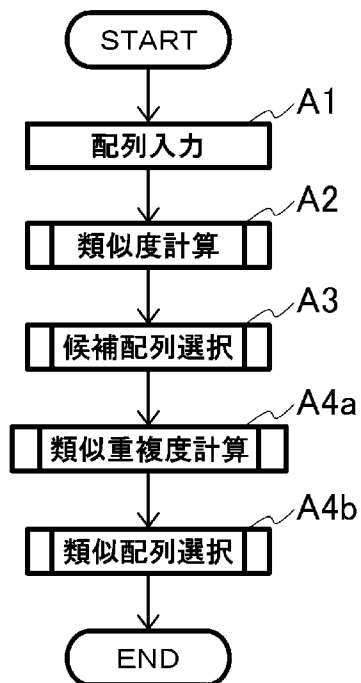 START
A1
配列入力
A2
類似度計算
A3
候補配列選択
A4a
類似重複度計算
A4b
類似配列選択
END